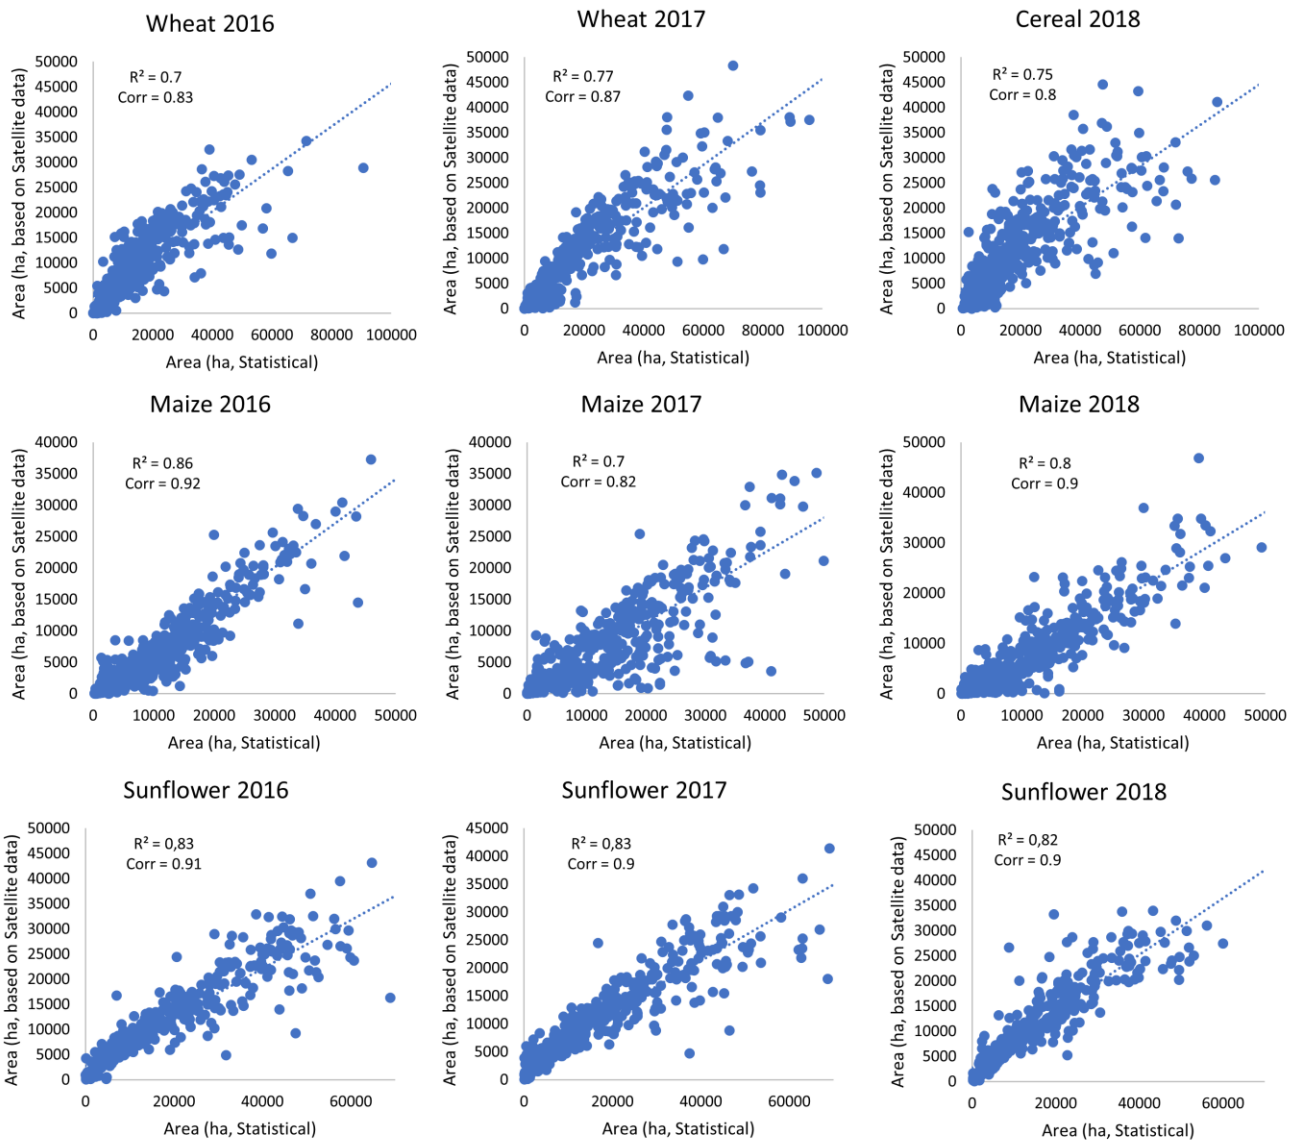 Wheat 2016
R² = 0.7
Corr = 0.83
Area (ha, based on Satellite data)
50000
45000
40000
35000
30000
25000
20000
15000
10000
5000
0
0 20000 40000 60000 80000 100000
Area (ha, Statistical)
Wheat 2017
R² = 0.77
Corr = 0.87
Area (ha, based on Satellite data)
50000
45000
40000
35000
30000
25000
20000
15000
10000
5000
0
0 20000 40000 60000 80000 100000
Area (ha, Statistical)
Cereal 2018
R² = 0.75
Corr = 0.8
Area (ha, based on Satellite data)
50000
45000
40000
35000
30000
25000
20000
15000
10000
5000
0
0 20000 40000 60000 80000 100000
Area (ha, Statistical)
Maize 2016
R² = 0.86
Corr = 0.92
Area (ha, based on Satellite data)
40000
35000
30000
25000
20000
15000
10000
5000
0
0 10000 20000 30000 40000 50000
Area (ha, Statistical)
Maize 2017
R² = 0.7
Corr = 0.82
Area (ha, based on Satellite data)
40000
35000
30000
25000
20000
15000
10000
5000
0
0 10000 20000 30000 40000 50000
Area (ha, Statistical)
Maize 2018
R² = 0.8
Corr = 0.9
Area (ha, based on Satellite data)
50000
40000
30000
20000
10000
0
0 10000 20000 30000 40000 50000
Area (ha, Statistical)
Sunflower 2016
R² = 0,83
Corr = 0.91
Area (ha, based on Satellite data)
50000
45000
40000
35000
30000
25000
20000
15000
10000
5000
0
0 20000 40000 60000
Area (ha, Statistical)
Sunflower 2017
R² = 0,83
Corr = 0.9
Area (ha, based on Satellite data)
45000
40000
35000
30000
25000
20000
15000
10000
5000
0
0 20000 40000 60000
Area (ha, Statistical)
Sunflower 2018
R² = 0,82
Corr = 0.9
Area (ha, based on Satellite data)
50000
45000
40000
35000
30000
25000
20000
15000
10000
5000
0
0 20000 40000 60000
Area (ha, Statistical)